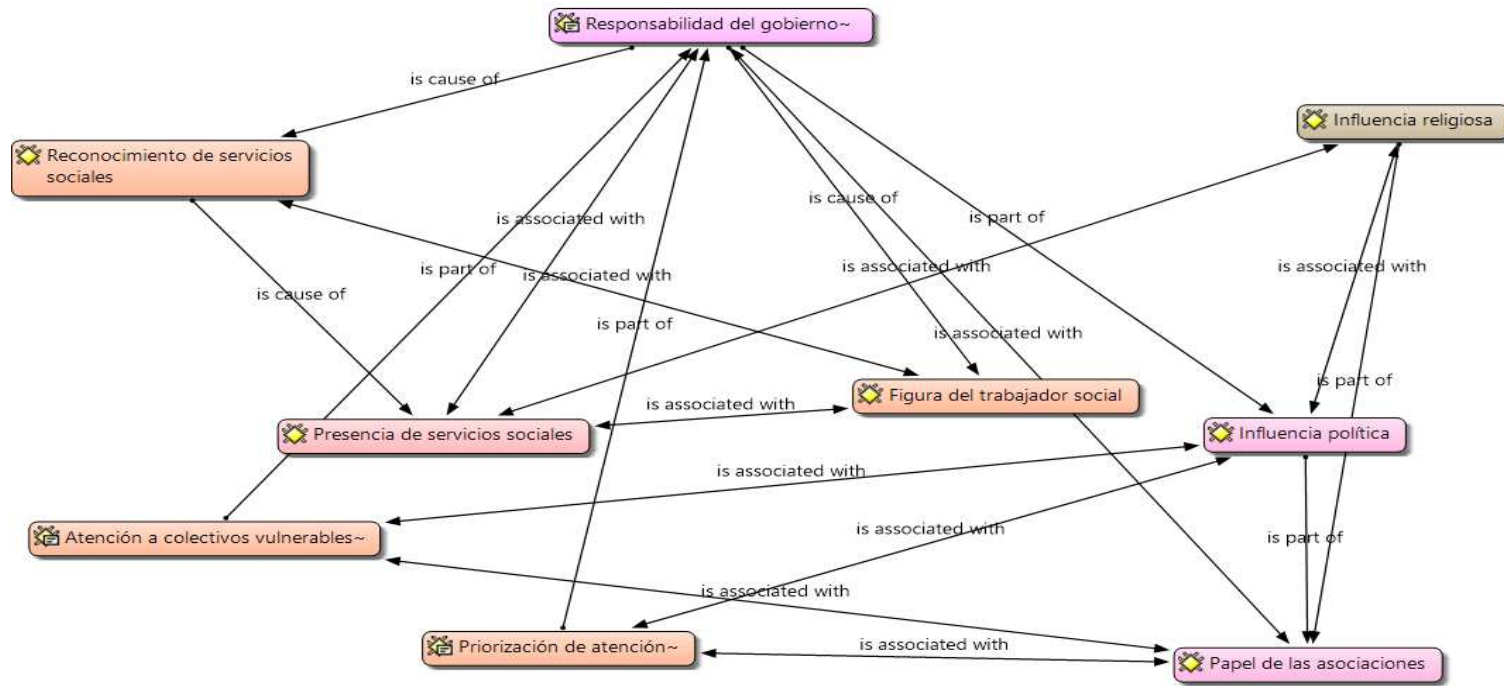 Responsabilidad del gobierno~
is cause of
Influencia religiosa
Reconocimiento de servicios
sociales
is associated with
is cause of
is part of
is part of
is associated with
is associated with
is associated with
is cause of
is part of
is associated with
is part of
Figura del trabajador social
is associated with
Presencia de servicios sociales
Influencia política
is associated with
Atención a colectivos vulnerables~
is associated with
is part of
is associated with
Priorización de atención~
is associated with
Papel de las asociaciones